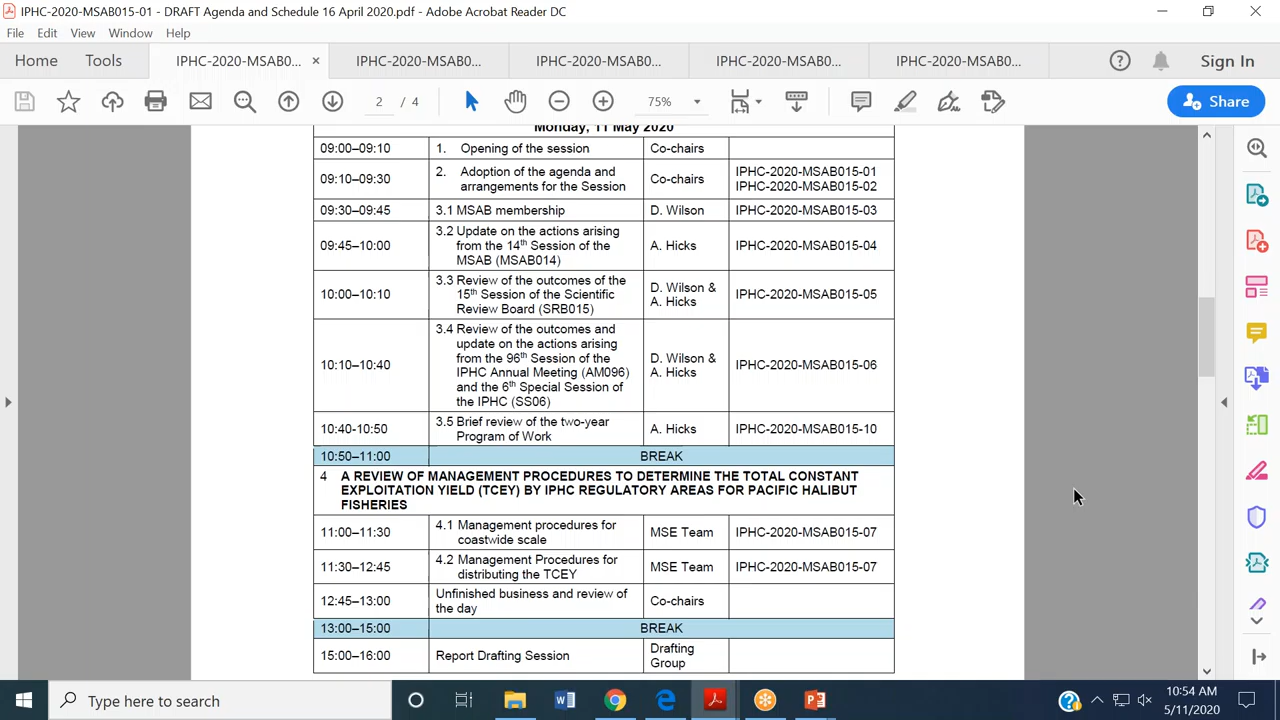 IPHC-2020-MSAB015-01 - DRAFT Agenda and Schedule 16 April 2020.pdf - Adobe Acrobat Reader DC
File Edit View Window Help
Home Tools IPHC-2020-MSAB0... × IPHC-2020-MSAB0... IPHC-2020-MSAB0... IPHC-2020-MSAB0... IPHC-2020-MSAB0... Sign In
2 / 4 75% Share
Monday, 11 May 2020
09:00–09:10 1. Opening of the session Co-chairs
09:10–09:30 2. Adoption of the agenda and arrangements for the Session Co-chairs IPHC-2020-MSAB015-01
IPHC-2020-MSAB015-02
09:30–09:45 3.1 MSAB membership D. Wilson IPHC-2020-MSAB015-03
09:45–10:00 3.2 Update on the actions arising
from the 14th Session of the
MSAB (MSAB014) A. Hicks IPHC-2020-MSAB015-04
10:00–10:10 3.3 Review of the outcomes of the
15th Session of the Scientific
Review Board (SRB015) D. Wilson &
A. Hicks IPHC-2020-MSAB015-05
10:10–10:40 3.4 Review of the outcomes and
update on the actions arising
from the 96th Session of the
IPHC Annual Meeting (AM096)
and the 6th Special Session of
the IPHC (SS06) D. Wilson &
A. Hicks IPHC-2020-MSAB015-06
10:40-10:50 3.5 Brief review of the two-year
Program of Work A. Hicks IPHC-2020-MSAB015-10
10:50–11:00 BREAK
4 A REVIEW OF MANAGEMENT PROCEDURES TO DETERMINE THE TOTAL CONSTANT
EXPLOITATION YIELD (TCEY) BY IPHC REGULATORY AREAS FOR PACIFIC HALIBUT
FISHERIES
11:00–11:30 4.1 Management procedures for
coastwide scale MSE Team IPHC-2020-MSAB015-07
11:30–12:45 4.2 Management Procedures for
distributing the TCEY MSE Team IPHC-2020-MSAB015-07
12:45–13:00 Unfinished business and review of
the day Co-chairs
13:00–15:00 BREAK
15:00–16:00 Report Drafting Session Drafting
Group
Type here to search
10:54 AM
5/11/2020